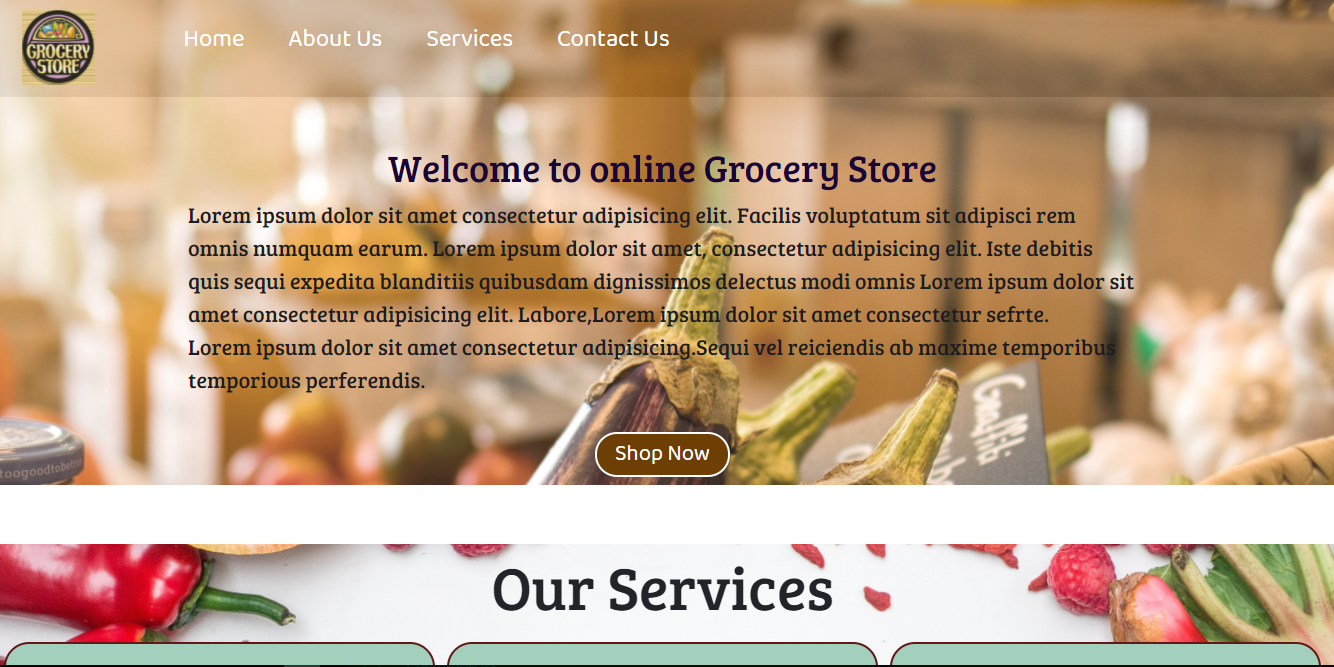 GROCERY
STORE
Home About Us Services Contact Us
Welcome to online Grocery Store
Lorem ipsum dolor sit amet consectetur adipisicing elit. Facilis voluptatum sit adipisci rem
omnis numquam earum. Lorem ipsum dolor sit amet, consectetur adipisicing elit. Iste debitis
quis sequi expedita blanditiis quibusdam dignissimos delectus modi omnis Lorem ipsum dolor sit
amet consectetur adipisicing elit. Labore,Lorem ipsum dolor sit amet consectetur sefrte.
Lorem ipsum dolor sit amet consectetur adipisicing.Sequi vel reiciendis ab maxime temporibus
temporious perferendis.
Shop Now
Our Services